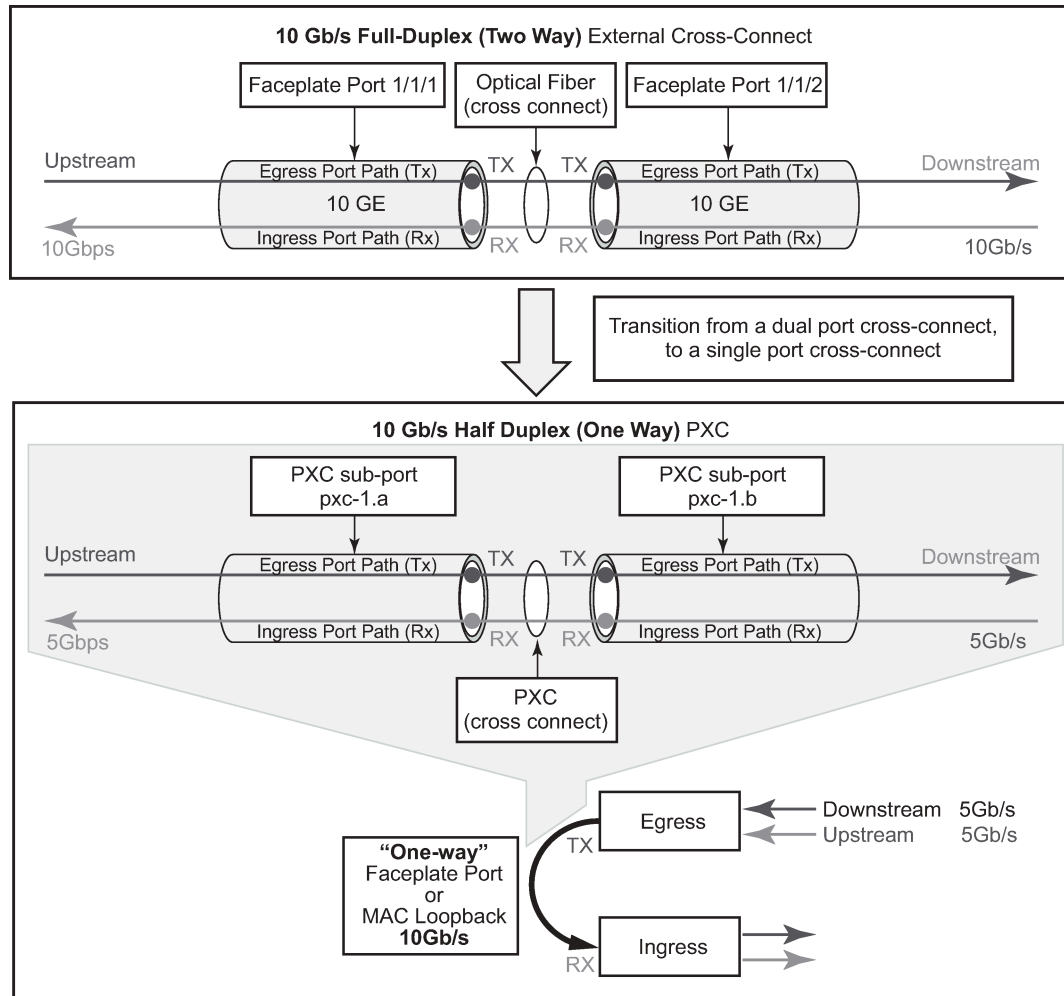 10 Gb/s Full-Duplex (Two Way) External Cross-Connect
Faceplate Port 1/1/1
Optical Fiber
(cross connect)
Faceplate Port 1/1/2
Upstream
Egress Port Path (Tx)
TX
TX
Egress Port Path (Tx)
Downstream
10 GE
10 GE
10Gbps
Ingress Port Path (Rx)
RX
RX
Ingress Port Path (Rx)
10Gb/s
Transition from a dual port cross-connect,
to a single port cross-connect
10 Gb/s Half Duplex (One Way) PXC
PXC sub-port
pxc-1.a
PXC sub-port
pxc-1.b
Upstream
Egress Port Path (Tx)
TX
TX
Egress Port Path (Tx)
Downstream
5Gbps
Ingress Port Path (Rx)
RX
RX
Ingress Port Path (Rx)
5Gb/s
PXC
(cross connect)
Egress
Downstream 5Gb/s
Upstream 5Gb/s
TX
“One-way”
Faceplate Port
or
MAC Loopback
10Gb/s
Ingress
RX